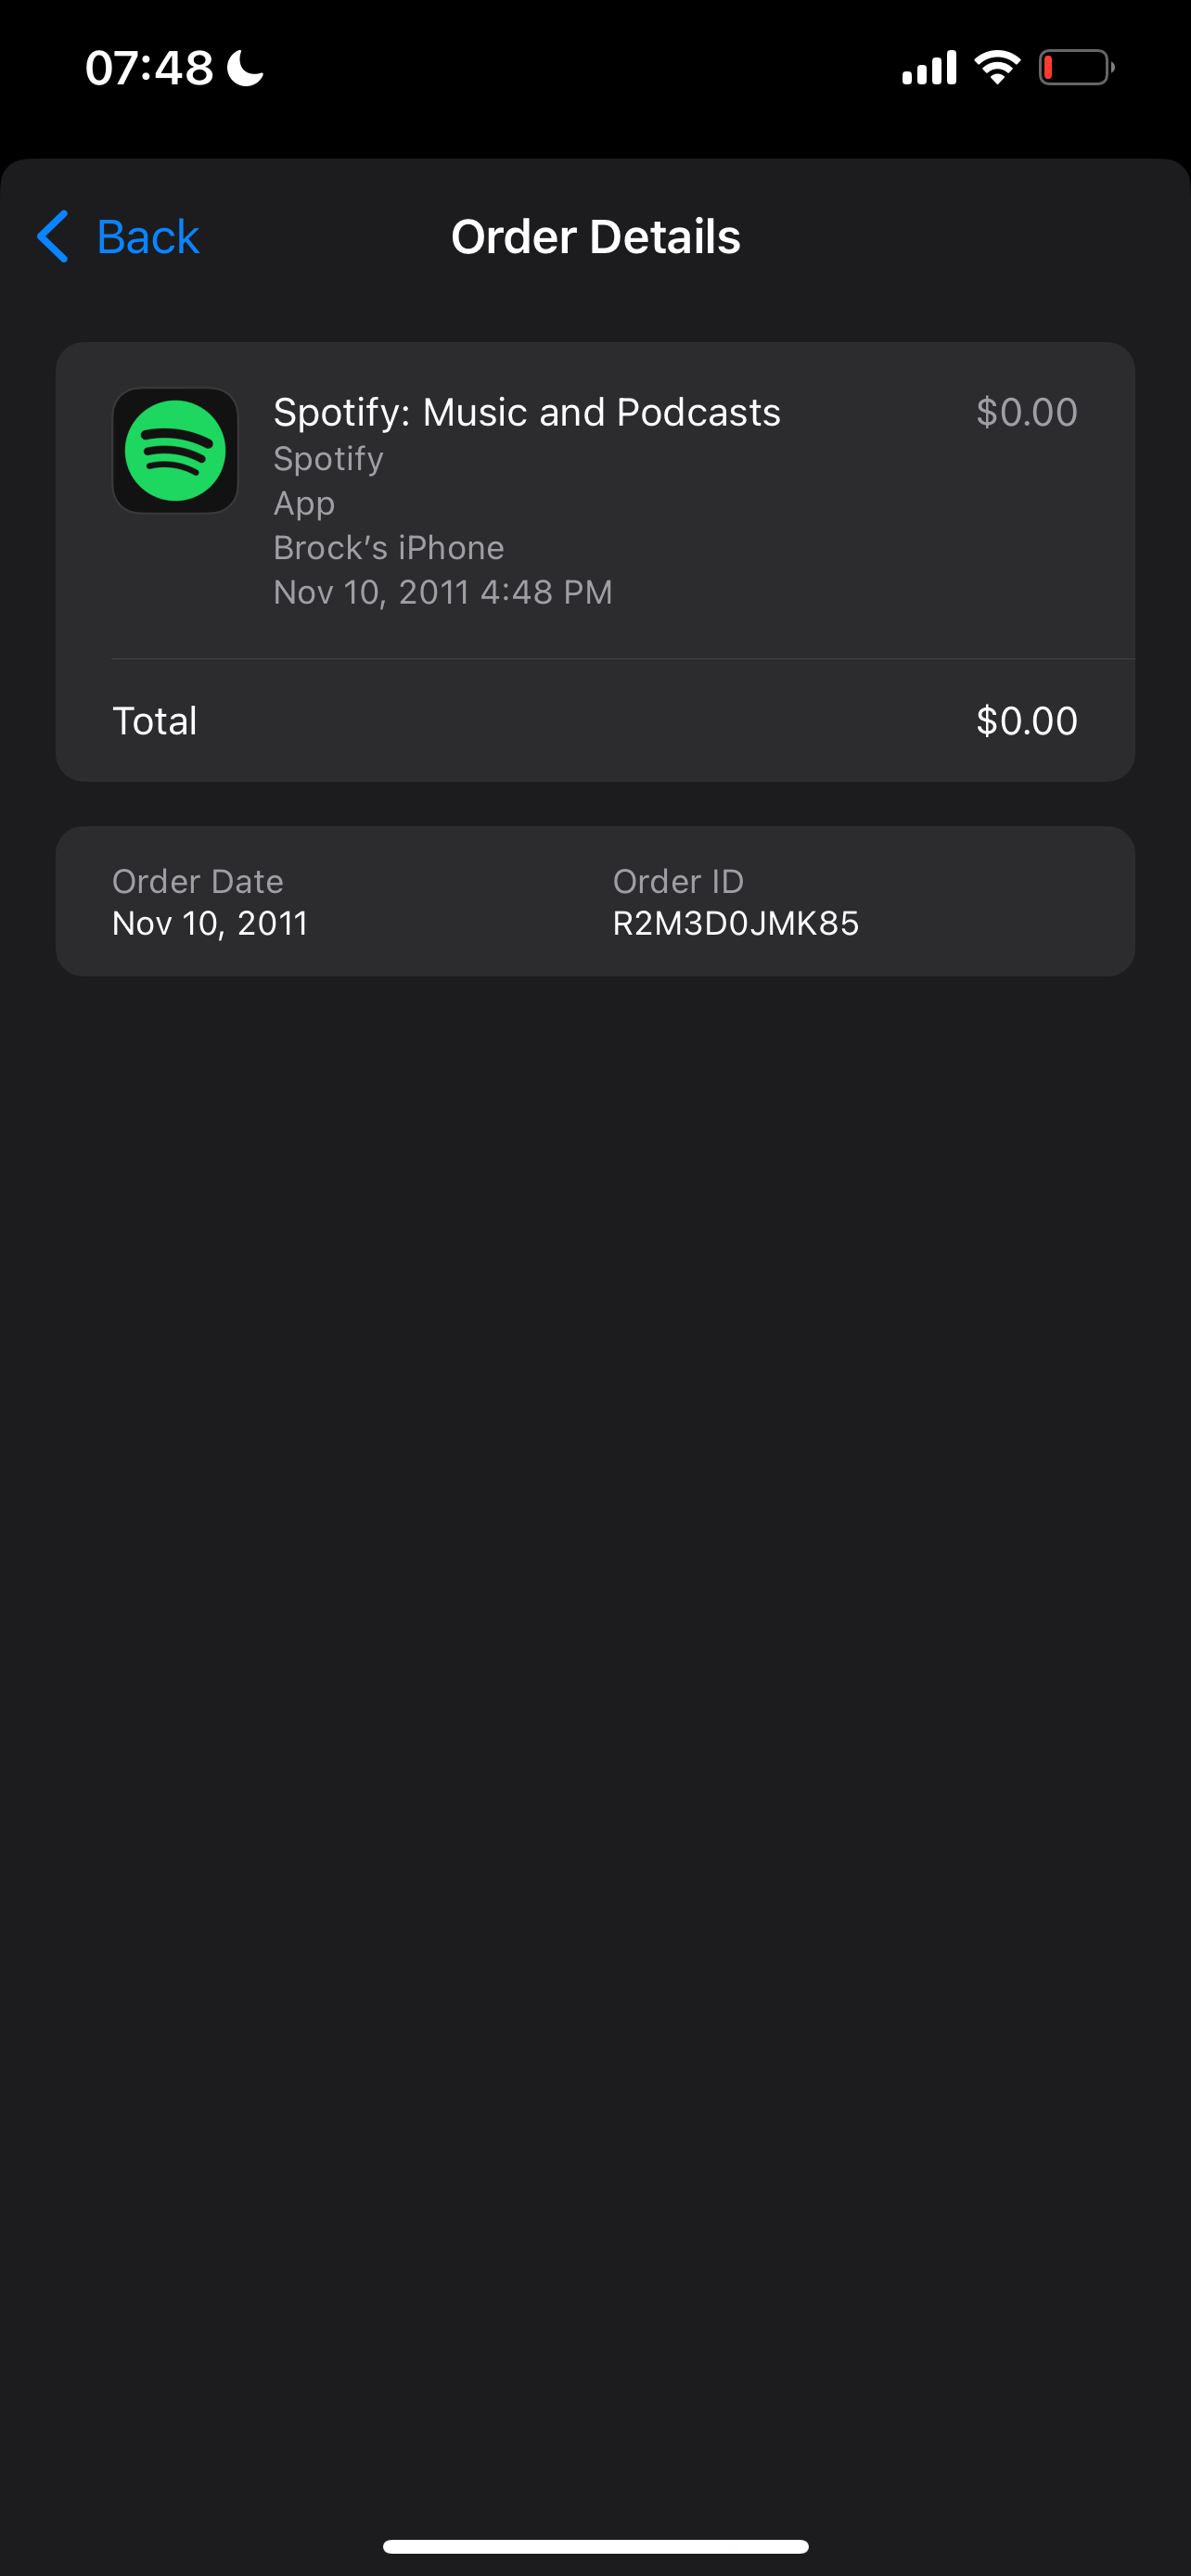 07:48
Back
Order Details
Spotify: Music and Podcasts
$0.00
Spotify
App
Brock’s iPhone
Nov 10, 2011 4:48 PM
Total
$0.00
Order Date
Order ID
Nov 10, 2011
R2M3D0JMK85